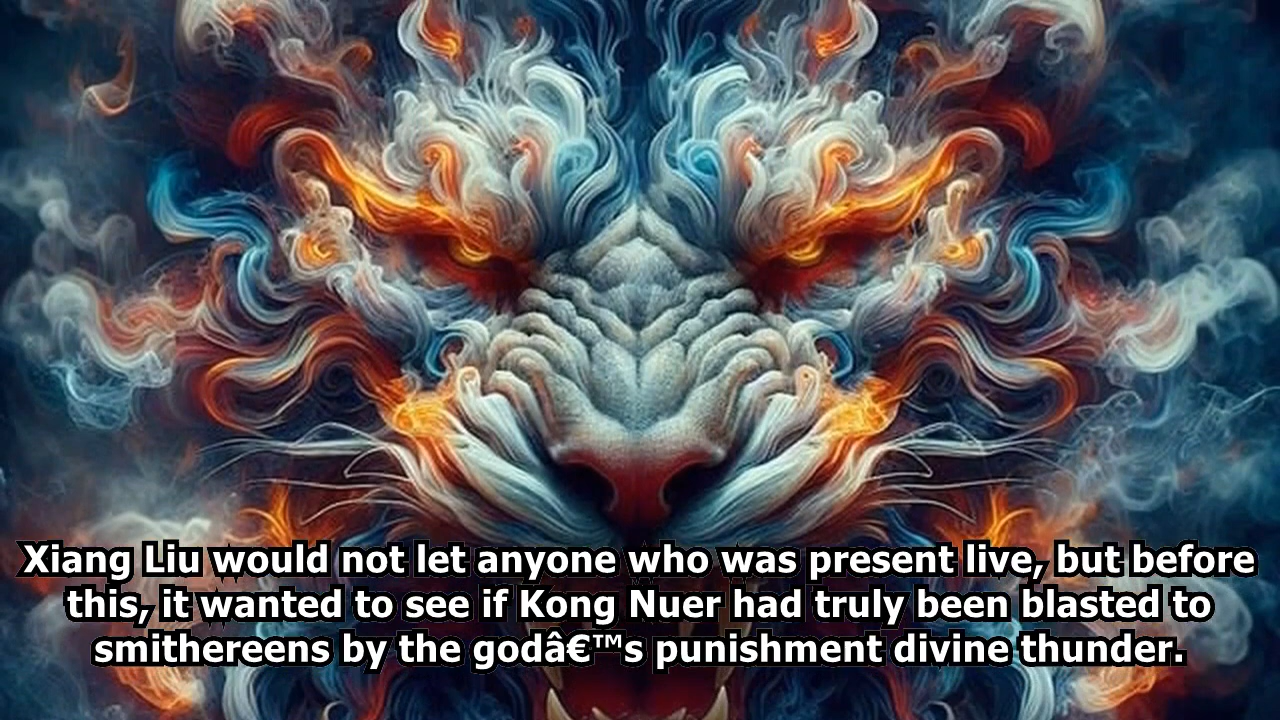 Xiang Liu would not let anyone who was present live, but before
this, it wanted to see if Kong Nuer had truly been blasted to
smithereens by the godâ€™s punishment divine thunder.